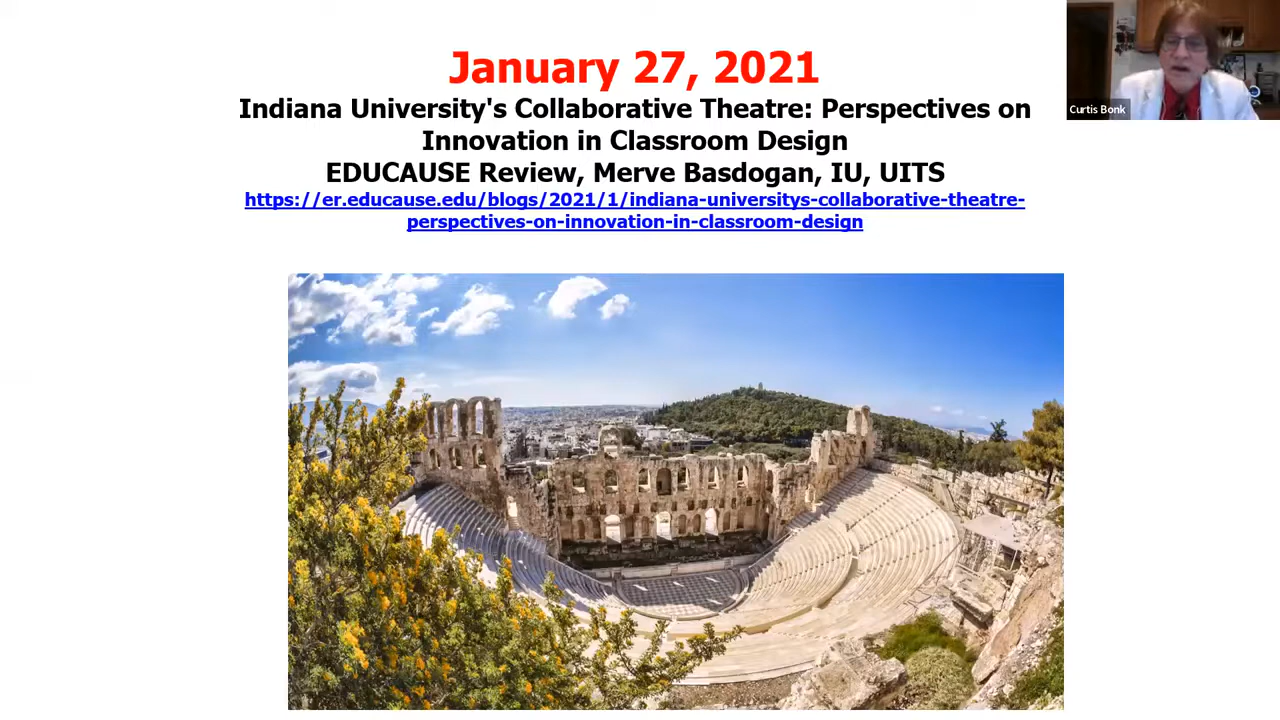 January 27, 2021
Indiana University's Collaborative Theatre: Perspectives on
Innovation in Classroom Design
EDUCAUSE Review, Merve Basdogan, IU, UITS
https://er.educause.edu/blogs/2021/1/indiana-universitys-collaborative-theatre-
perspectives-on-innovation-in-classroom-design
Curtis Bonk